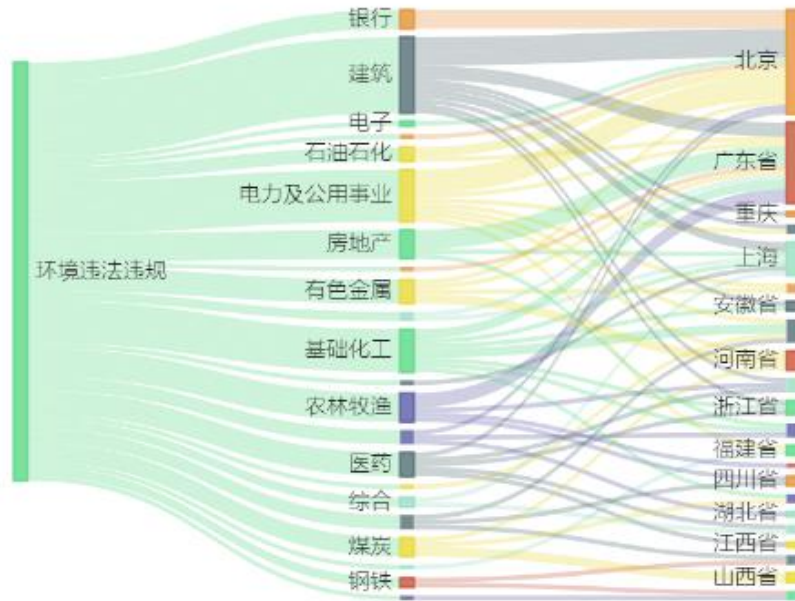 环境违法违规
银行
建筑
电子
石油石化
电力及公用事业
房地产
有色金属
基础化工
农林牧渔
医药
综合
煤炭
钢铁
北京
广东省
重庆
上海
安徽省
河南省
浙江省
福建省
四川省
湖北省
江西省
山西省